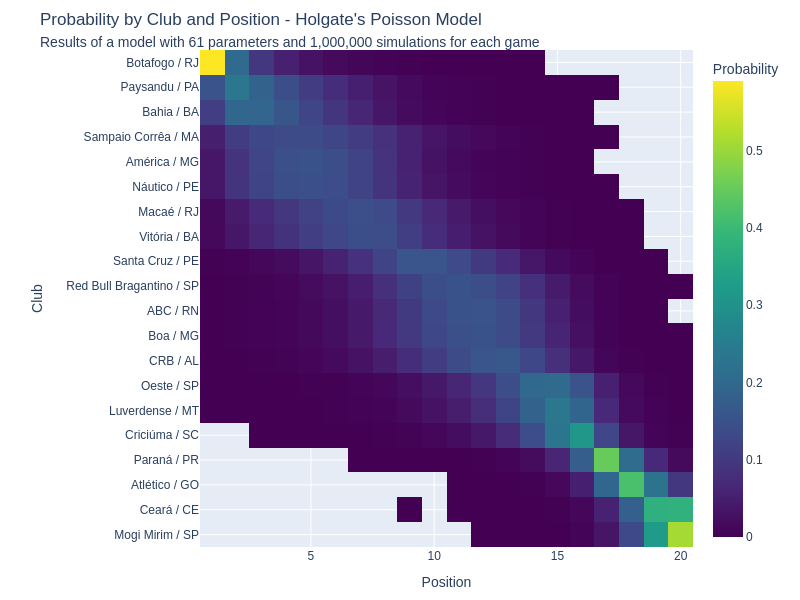 Probability by Club and Position - Holgate's Poisson Model
Results of a model with 61 parameters and 1,000,000 simulations for each game
Probability
Club
Botafogo / RJ
Paysandu / PA
Bahia / BA
Sampaio Corrêa / MA
América / MG
Náutico / PE
Macaé / RJ
Vitória / BA
Santa Cruz / PE
Red Bull Bragantino / SP
ABC / RN
Boa / MG
CRB / AL
Oeste / SP
Luverdense / MT
Criciúma / SC
Paraná / PR
Atlético / GO
Ceará / CE
Mogi Mirim / SP
5
10
15
20
Position
0.5
0.4
0.3
0.2
0.1
0